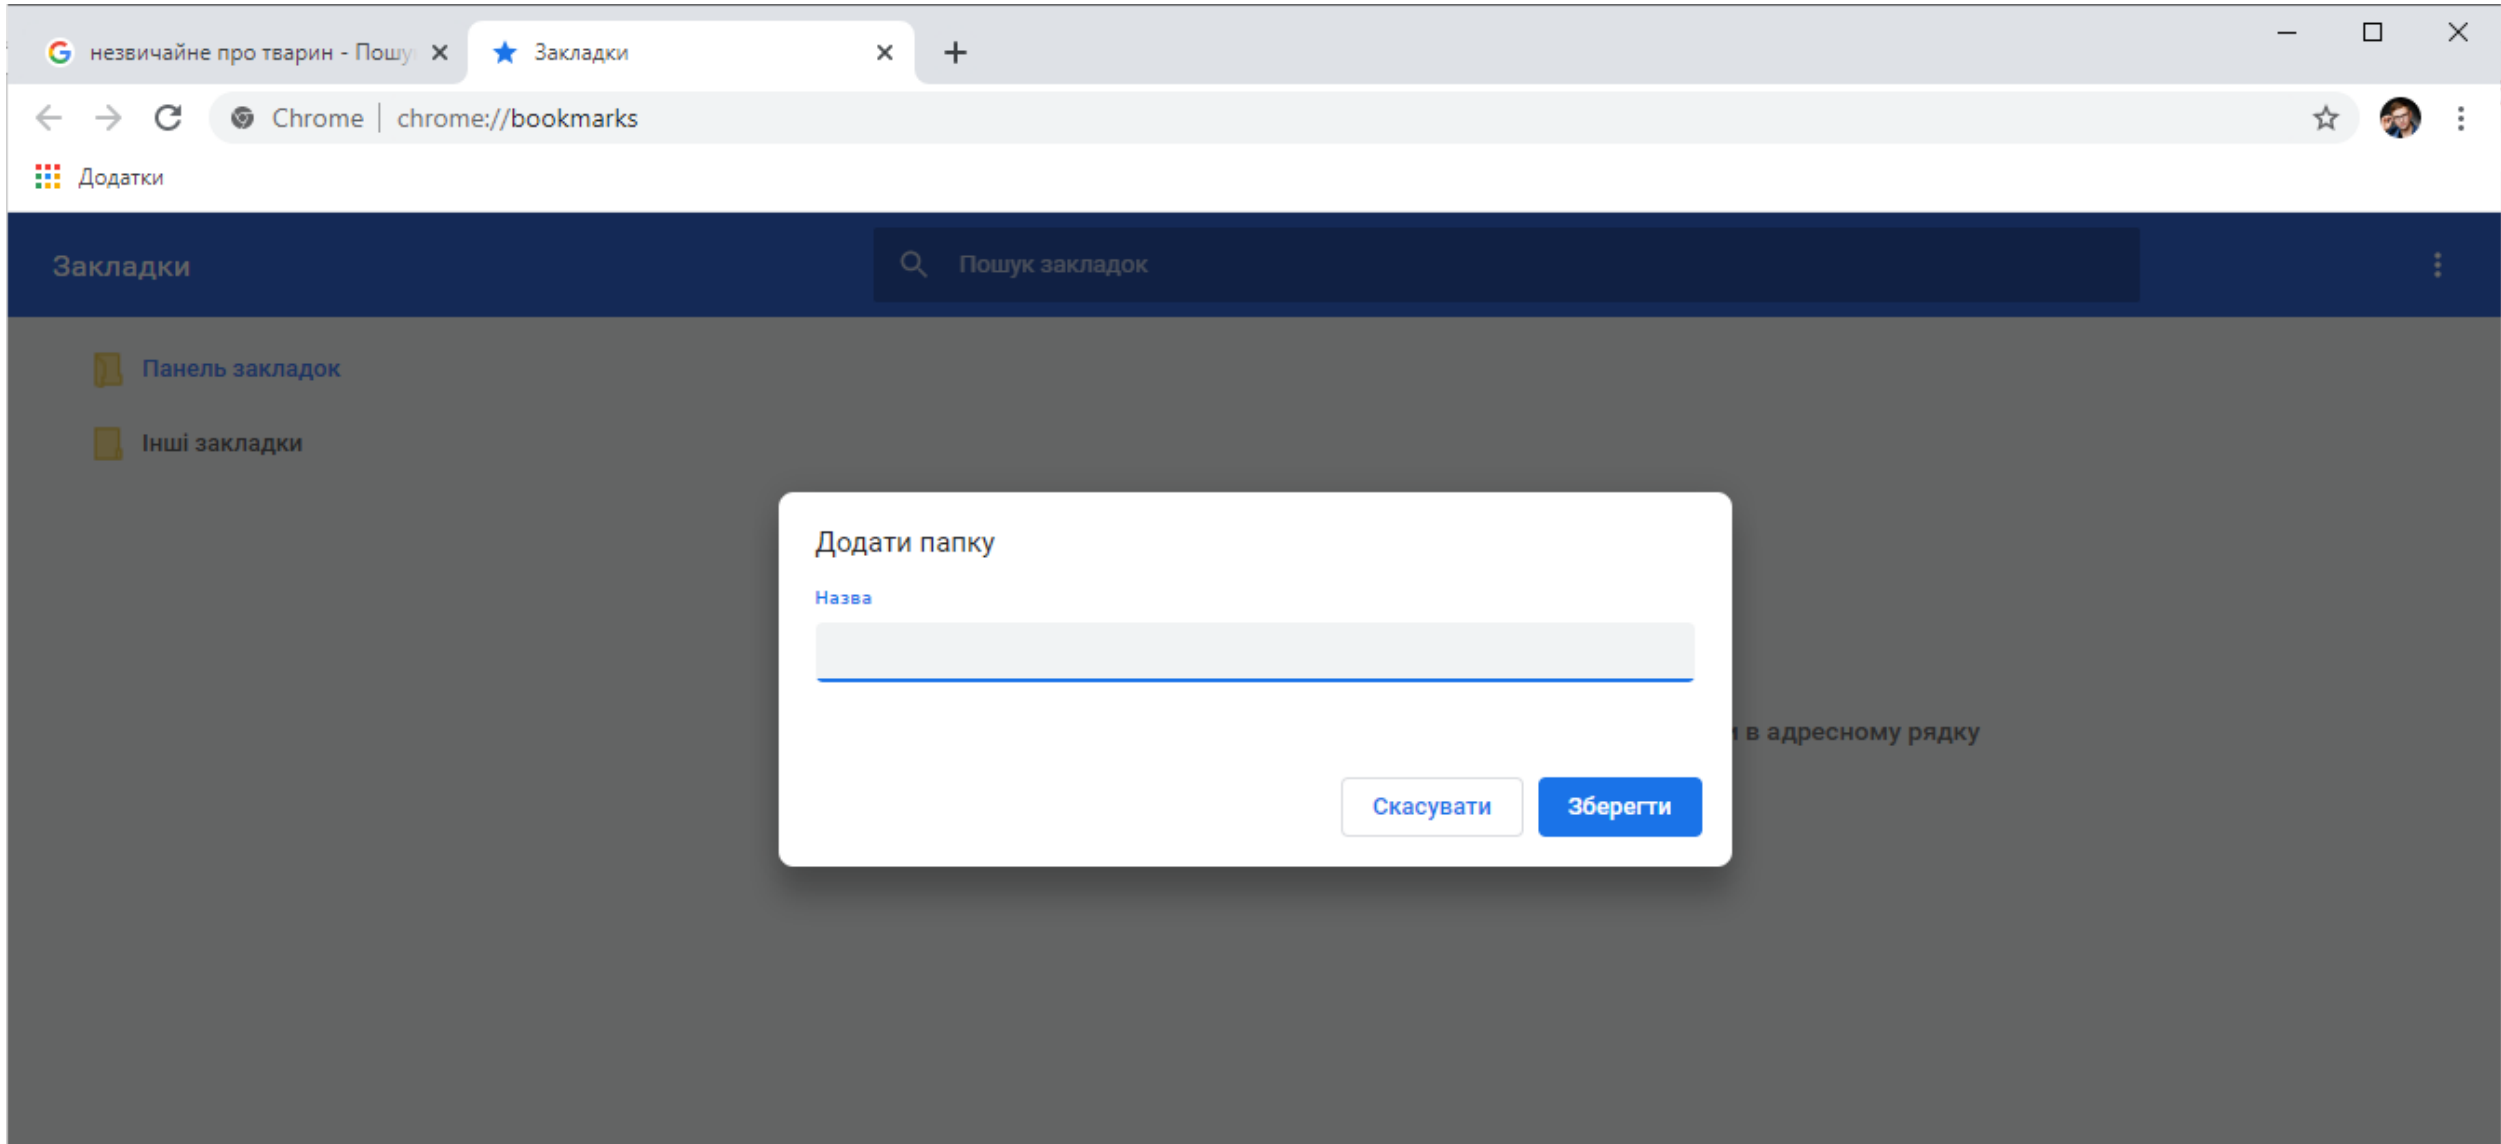 незвичайне про тварин - Пошу
Закладки
Chrome | chrome://bookmarks
Додатки
Закладки
Пошук закладок
Панель закладок
Інші закладки
Додати папку
Назва
в адресному рядку
Скасувати
Зберегти